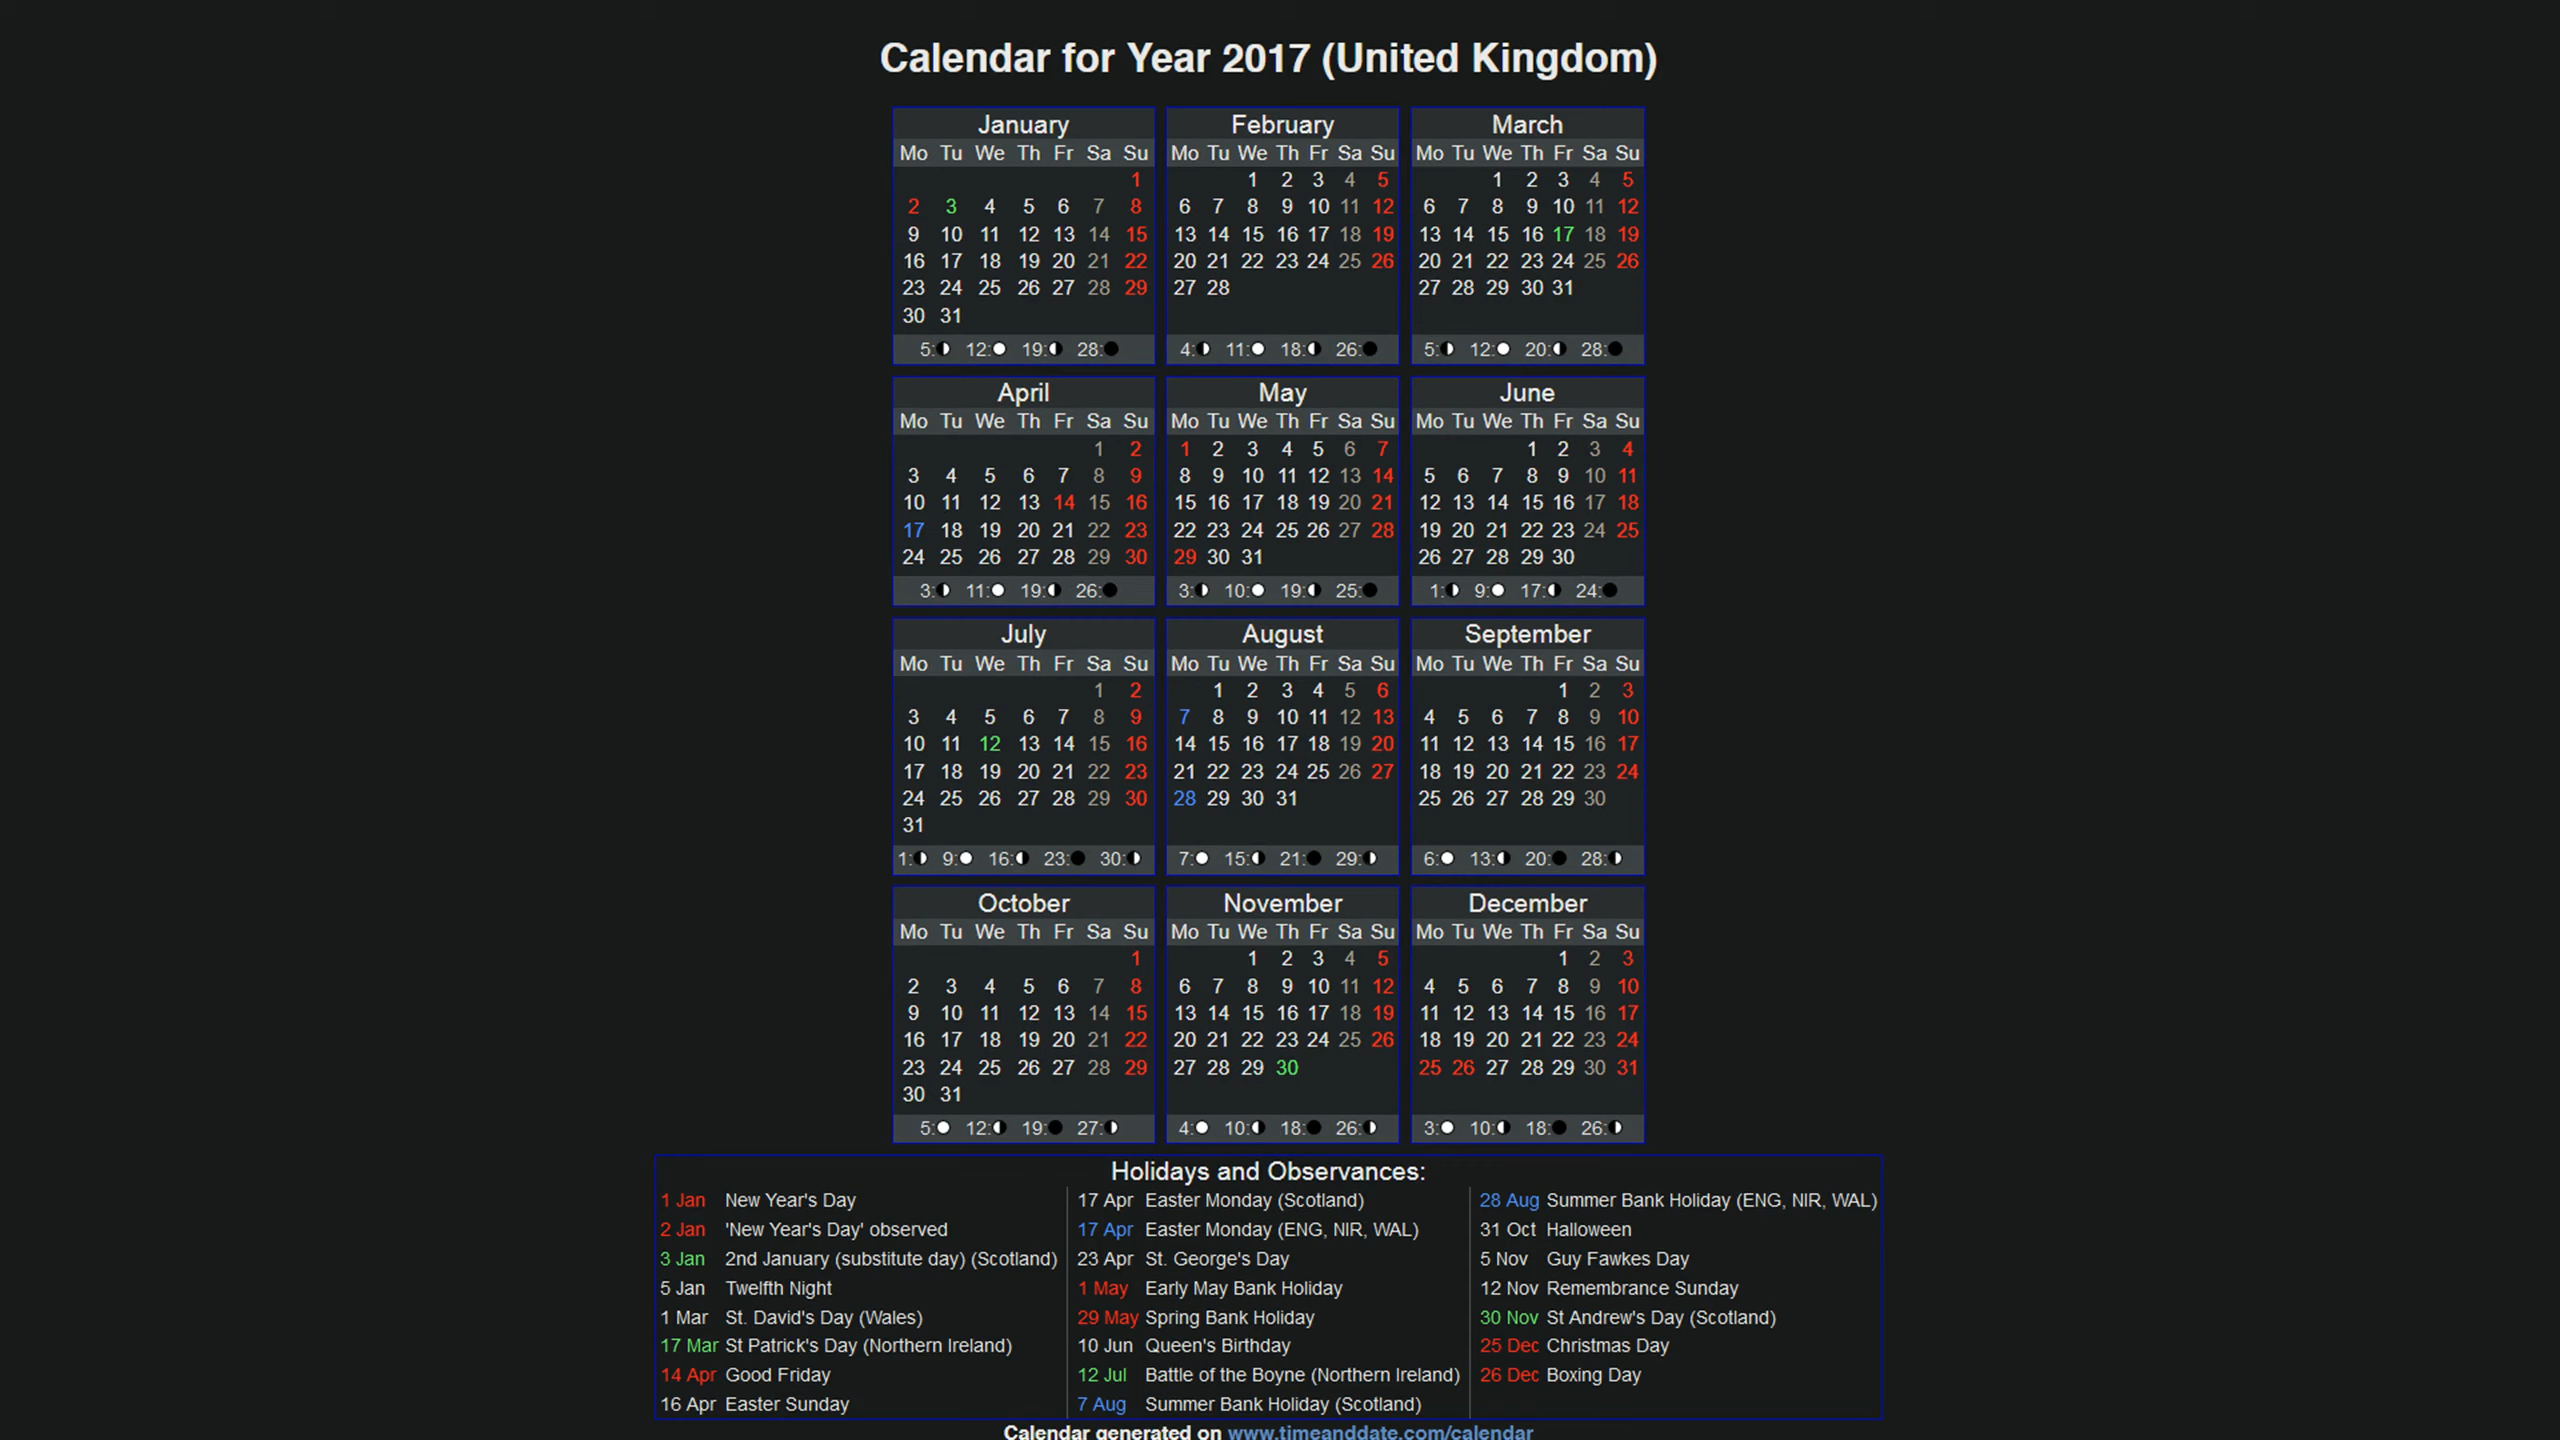 Calendar for Year 2017 (United Kingdom)
January
Mo Tu We Th Fr Sa Su
1
2 3 4 5 6 7 8
9 10 11 12 13 14 15
16 17 18 19 20 21 22
23 24 25 26 27 28 29
30 31
5: 12: 19: 28:
February
Mo Tu We Th Fr Sa Su
1 2 3 4 5
6 7 8 9 10 11 12
13 14 15 16 17 18 19
20 21 22 23 24 25 26
27 28
4: 11: 18: 26:
March
Mo Tu We Th Fr Sa Su
1 2 3 4 5
6 7 8 9 10 11 12
13 14 15 16 17 18 19
20 21 22 23 24 25 26
27 28 29 30 31
5: 12: 20: 28:
April
Mo Tu We Th Fr Sa Su
1 2
3 4 5 6 7 8 9
10 11 12 13 14 15 16
17 18 19 20 21 22 23
24 25 26 27 28 29 30
3: 11: 19: 26:
May
Mo Tu We Th Fr Sa Su
1 2 3 4 5 6 7
8 9 10 11 12 13 14
15 16 17 18 19 20 21
22 23 24 25 26 27 28
29 30 31
3: 10: 19: 25:
June
Mo Tu We Th Fr Sa Su
1 2 3 4
5 6 7 8 9 10 11
12 13 14 15 16 17 18
19 20 21 22 23 24 25
26 27 28 29 30
1: 9: 17: 24:
July
Mo Tu We Th Fr Sa Su
1 2
3 4 5 6 7 8 9
10 11 12 13 14 15 16
17 18 19 20 21 22 23
24 25 26 27 28 29 30
31
1: 9: 16: 23: 30:
August
Mo Tu We Th Fr Sa Su
1 2 3 4 5 6
7 8 9 10 11 12 13
14 15 16 17 18 19 20
21 22 23 24 25 26 27
28 29 30 31
7: 15: 21: 29:
September
Mo Tu We Th Fr Sa Su
1 2 3
4 5 6 7 8 9 10
11 12 13 14 15 16 17
18 19 20 21 22 23 24
25 26 27 28 29 30
6: 13: 20: 28:
October
Mo Tu We Th Fr Sa Su
1
2 3 4 5 6 7 8
9 10 11 12 13 14 15
16 17 18 19 20 21 22
23 24 25 26 27 28 29
30 31
5: 12: 19: 27:
November
Mo Tu We Th Fr Sa Su
1 2 3 4 5
6 7 8 9 10 11 12
13 14 15 16 17 18 19
20 21 22 23 24 25 26
27 28 29 30
4: 10: 18: 26:
December
Mo Tu We Th Fr Sa Su
1 2 3
4 5 6 7 8 9 10
11 12 13 14 15 16 17
18 19 20 21 22 23 24
25 26 27 28 29 30 31
3: 10: 18: 26:
Holidays and Observances:
1 Jan New Year's Day
2 Jan 'New Year's Day' observed
3 Jan 2nd January (substitute day) (Scotland)
5 Jan Twelfth Night
1 Mar St. David's Day (Wales)
17 Mar St Patrick's Day (Northern Ireland)
14 Apr Good Friday
16 Apr Easter Sunday
17 Apr Easter Monday (Scotland)
17 Apr Easter Monday (ENG, NIR, WAL)
23 Apr St. George's Day
1 May Early May Bank Holiday
29 May Spring Bank Holiday
10 Jun Queen's Birthday
12 Jul Battle of the Boyne (Northern Ireland)
7 Aug Summer Bank Holiday (Scotland)
28 Aug Summer Bank Holiday (ENG, NIR, WAL)
31 Oct Halloween
5 Nov Guy Fawkes Day
12 Nov Remembrance Sunday
30 Nov St Andrew's Day (Scotland)
25 Dec Christmas Day
26 Dec Boxing Day
Calendar generated on www.timeanddate.com/calendar